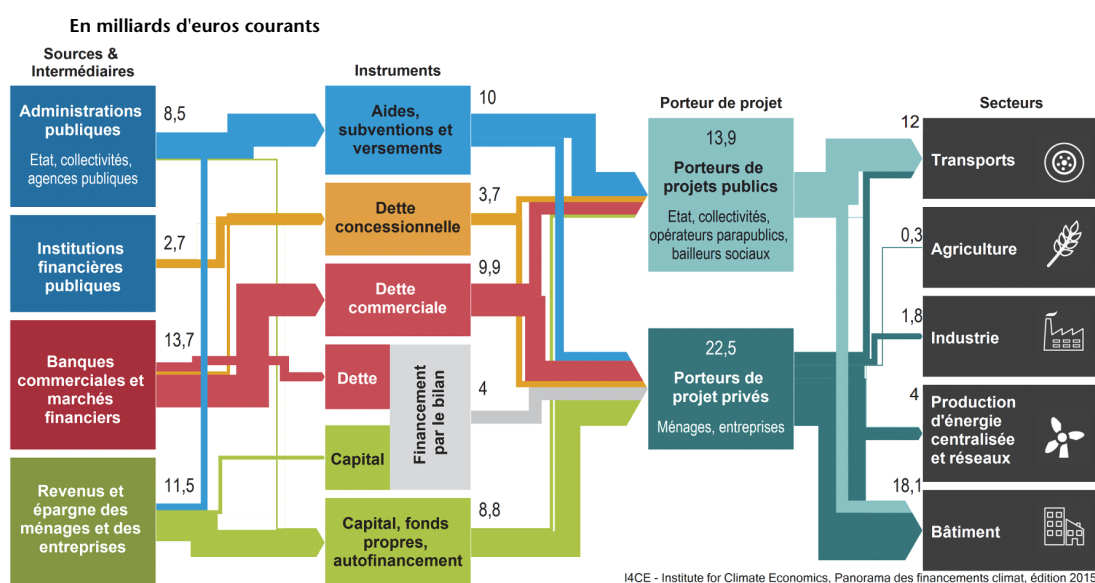 En milliards d'euros courants
Sources &
Intermédiaires
Administrations
publiques
Etat, collectivités,
agences publiques
8,5
Institutions
financières
publiques
2,7
Banques
commerciales et
marchés
financiers
13,7
Revenus et
épargne des
ménages et des
entreprises
11,5
Instruments
Aides,
subventions et
versements
10
Dette
concessionnelle
3,7
Dette
commerciale
9,9
Dette
Capital
Financement
par le bilan
4
Capital, fonds
propres,
autofinancement
8,8
Porteur de projet
13,9
Porteurs de
projets publics
Etat, collectivités,
opérateurs parapublics,
bailleurs sociaux
22,5
Porteurs de
projet privés
Ménages, entreprises
Secteurs
12
Transports
0,3
Agriculture
1,8
Industrie
4
Production
d'énergie
centralisée
et réseaux
18,1
Bâtiment
I4CE - Institute for Climate Economics, Panorama des financements climat, édition 2015